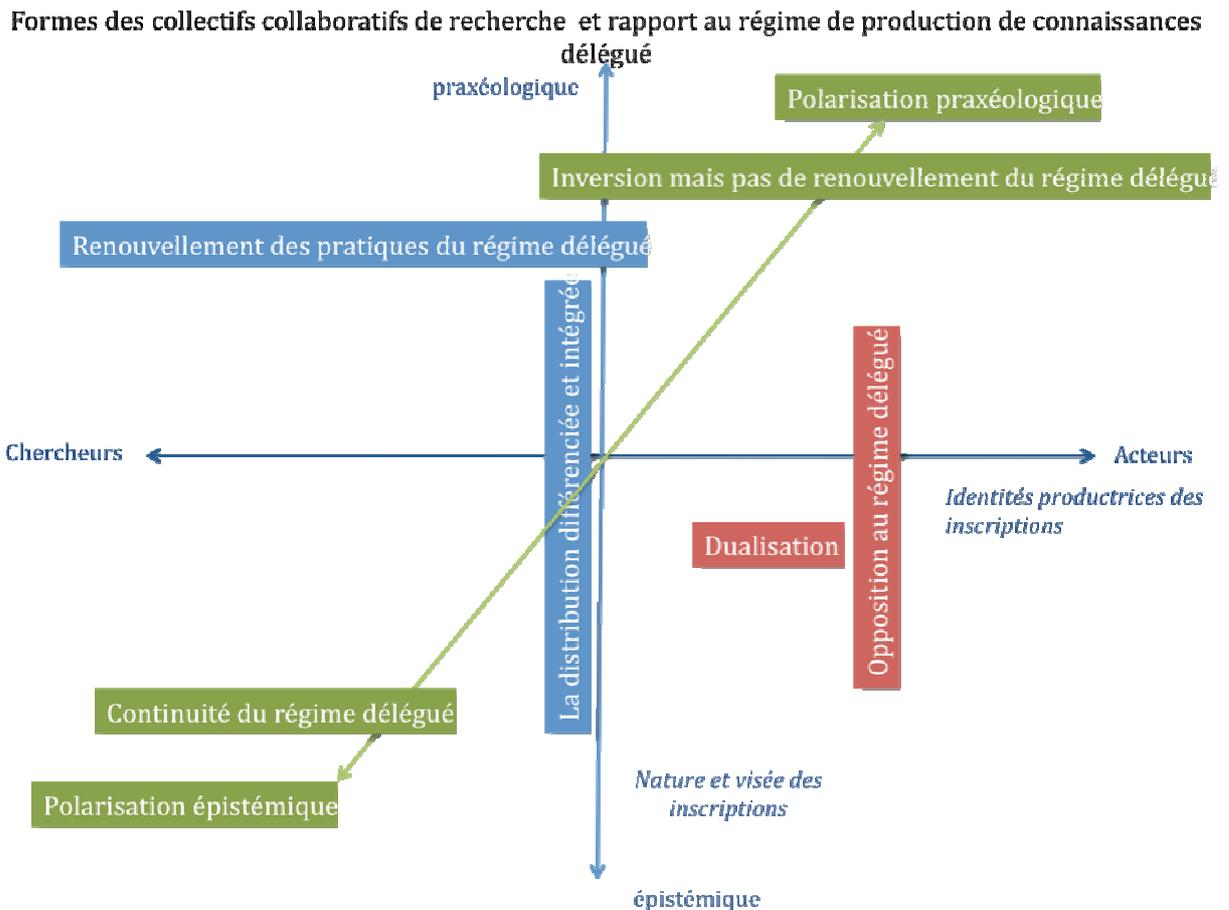 Formes des collectifs collaboratifs de recherche et rapport au régime de production de connaissances
délégué
praxéologique
Polarisation praxéologique
Inversion mais pas de renouvellement du régime délégué
Renouvellement des pratiques du régime délégué
La distribution différenciée et intégrée
Opposition au régime délégué
Chercheurs
Acteurs
Identités productrices des
inscriptions
Dualisation
Continuité du régime délégué
Polarisation épistémique
Nature et visée des
inscriptions
épistémique